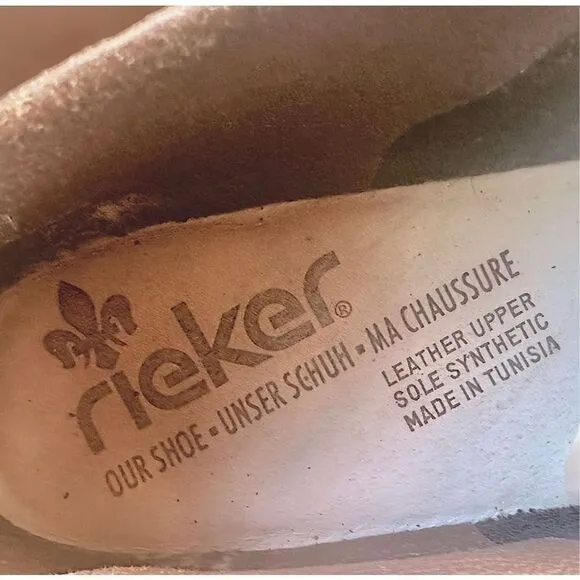 rieker®
OUR SHOE ▪ UNSER SCHUH ▪ MA CHAUSSURE
LEATHER UPPER
SOLE SYNTHETIC
MADE IN TUNISIA